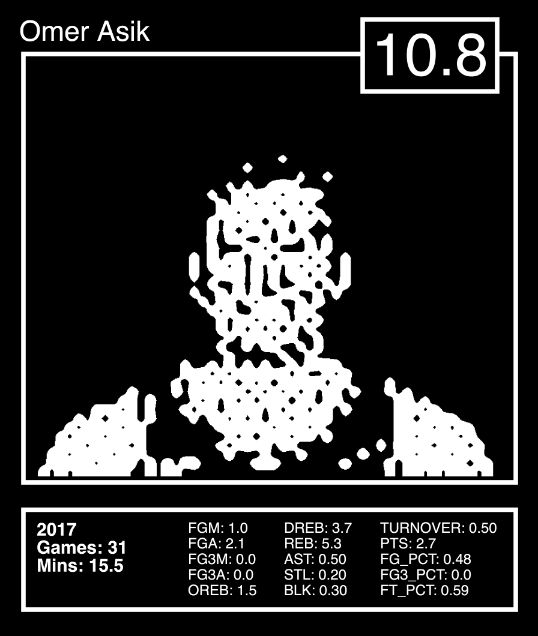 Omer Asik
10.8
2017
Games: 31
Mins: 15.5
FGM: 1.0
FGA: 2.1
FG3M: 0.0
FG3A: 0.0
OREB: 1.5
DREB: 3.7
REB: 5.3
AST: 0.50
STL: 0.20
BLK: 0.30
TURNOVER: 0.50
PTS: 2.7
FG_PCT: 0.48
FG3_PCT: 0.0
FT_PCT: 0.59